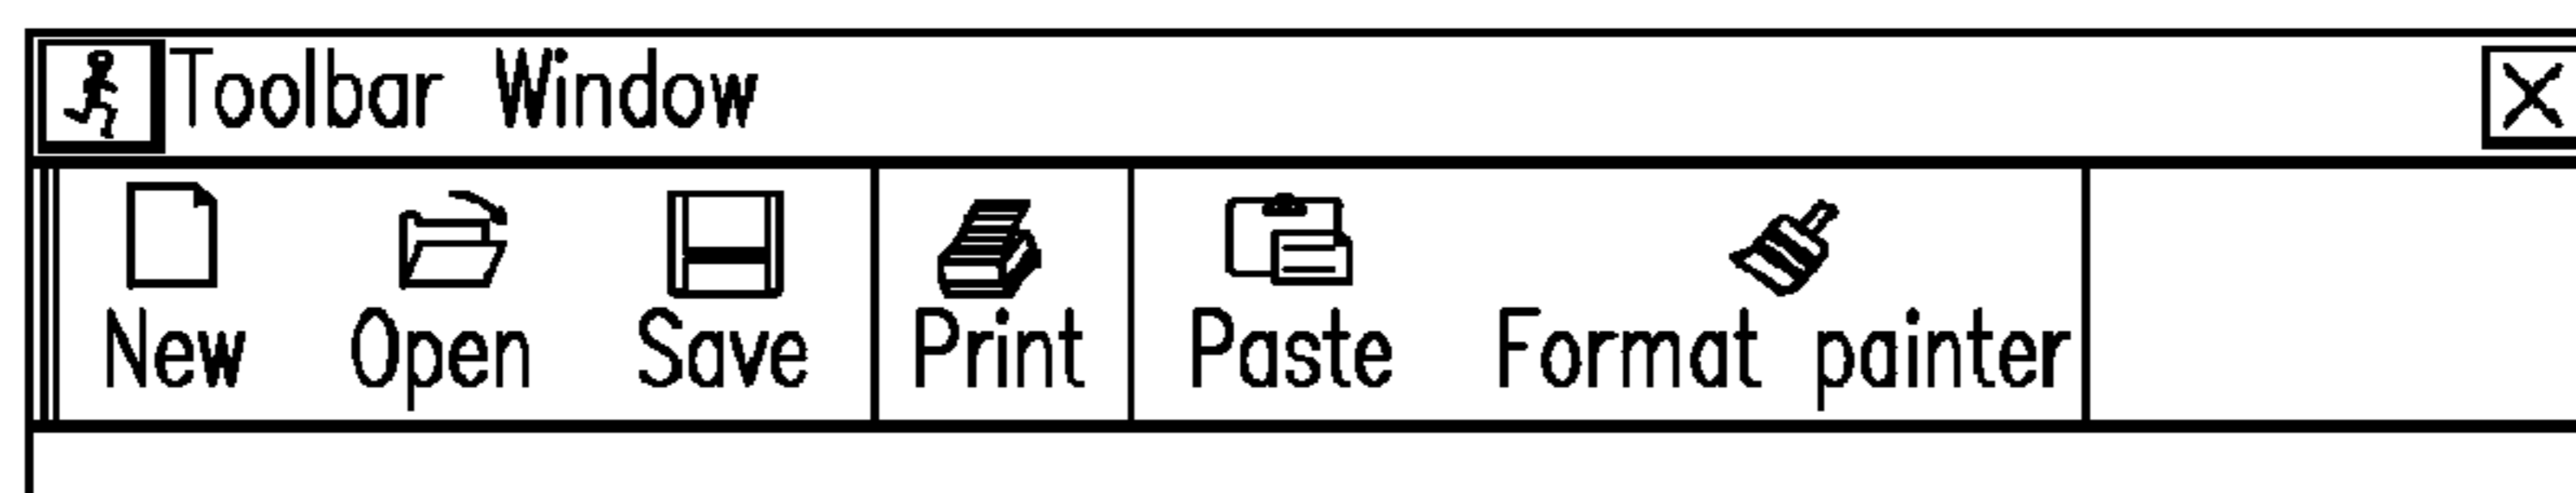 Toolbar Window
New Open Save Print Paste Format painter